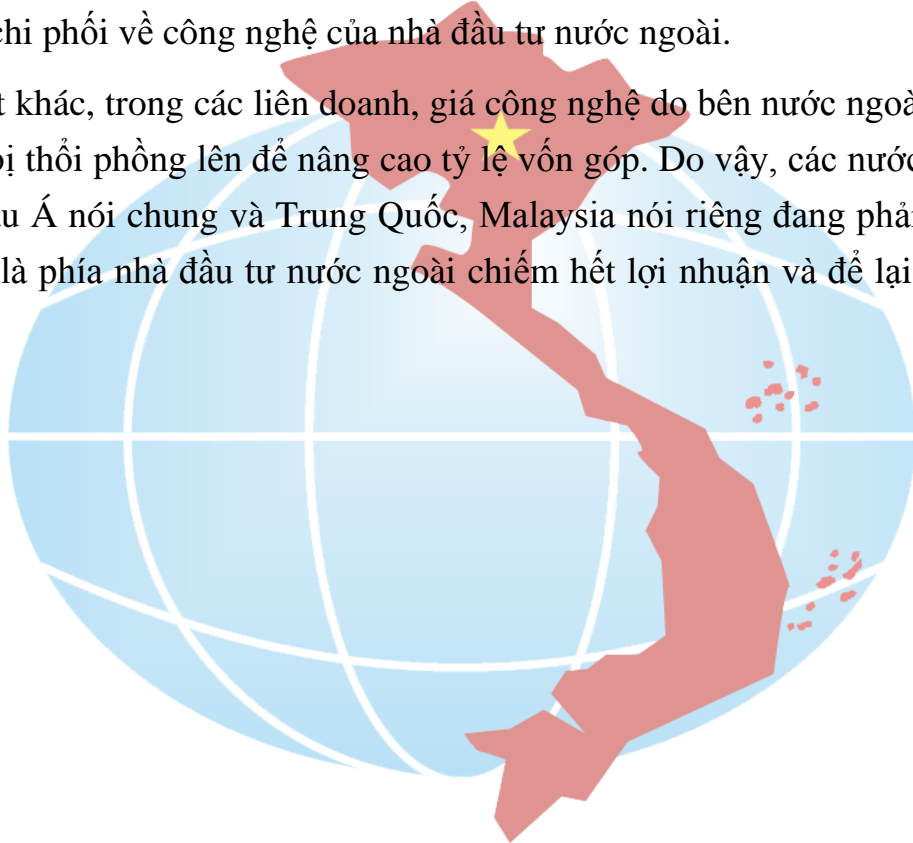 chi phối về công nghệ của nhà đầu tư nước ngoài.
khác, trong các liên doanh, giá công nghệ do bên nước
bị thổi phồng lên để nâng cao tỷ lệ vốn góp. Do vậy, các nước
Á nói chung và Trung Quốc, Malaysia nói riêng đang
là phía nhà đầu tư nước ngoài chiếm hết lợi nhuận và để lại